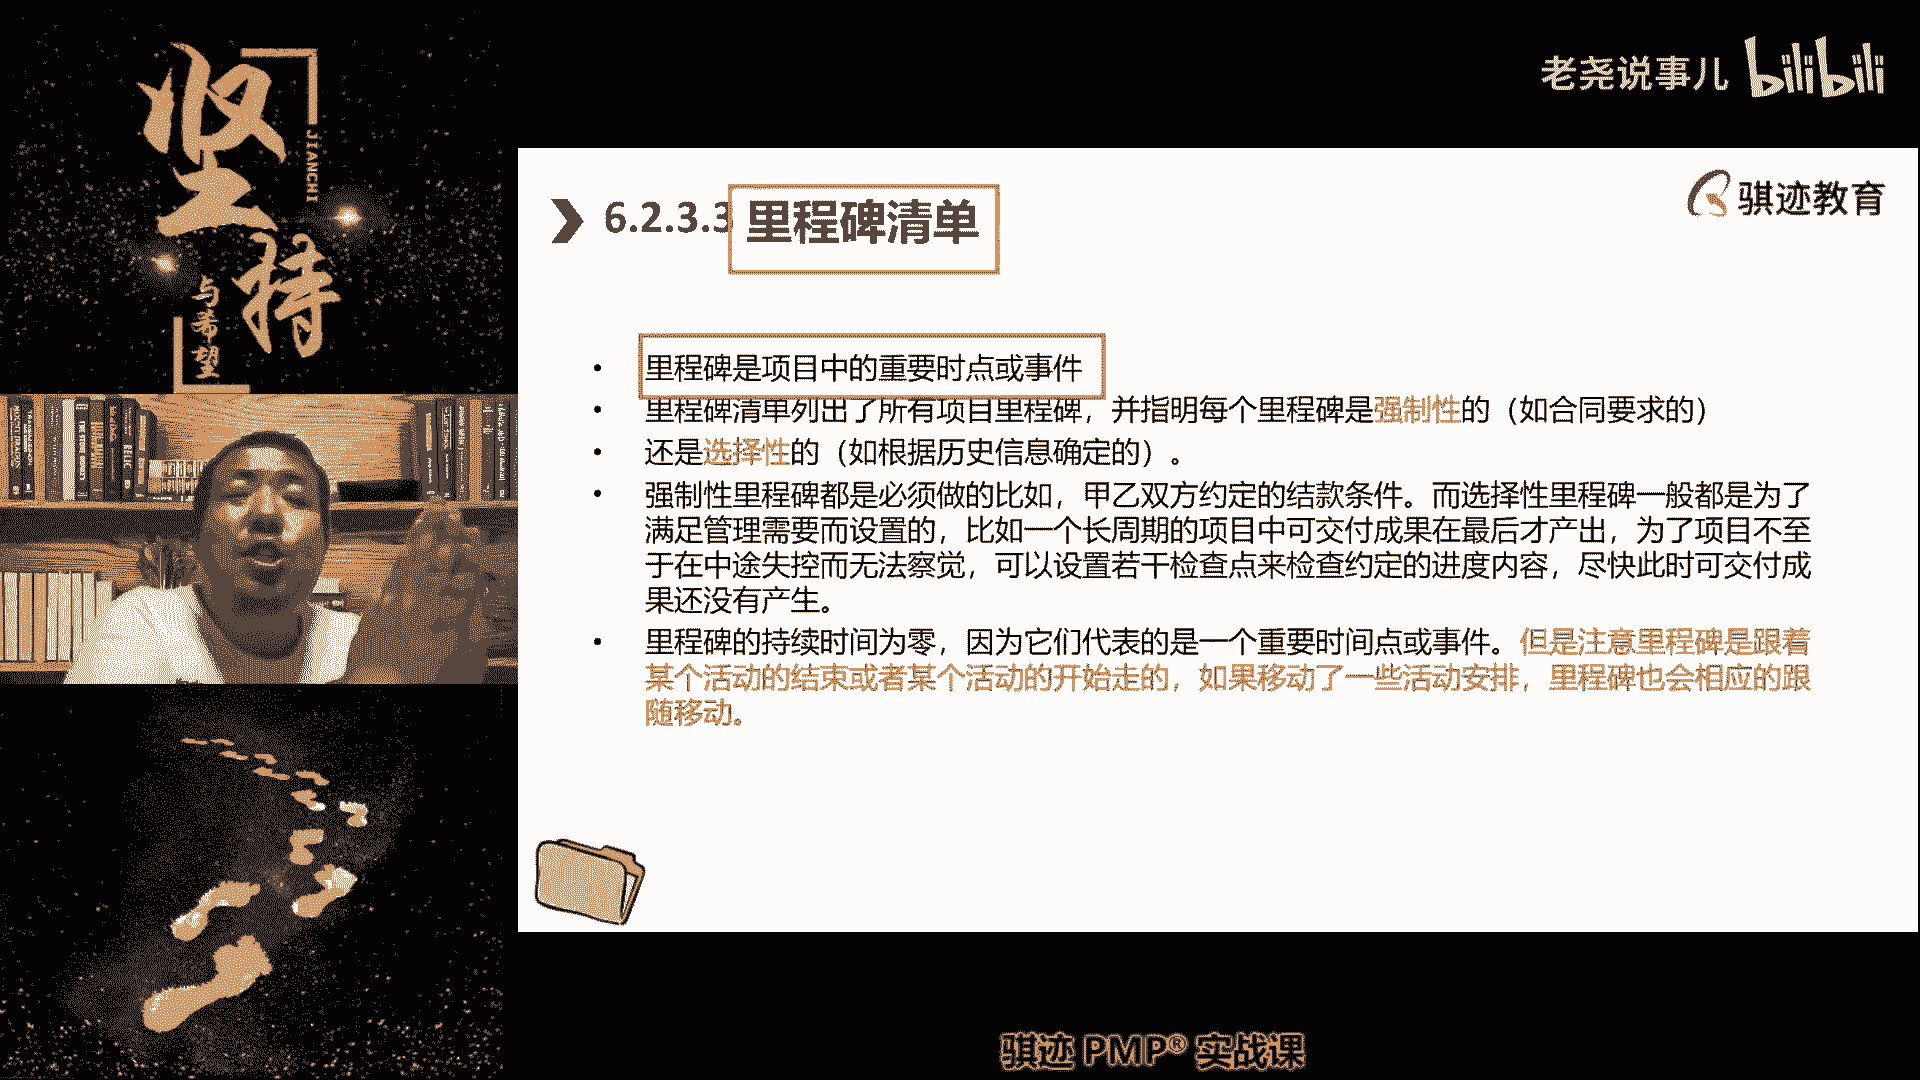 坚持
JIANCHI
与希望
老尧说事儿 bilibili
骐迹教育
6.2.3.3 里程碑清单
• 里程碑是项目中的重要时点或事件
• 里程碑清单列出了所有项目里程碑，并指明每个里程碑是强制性的（如合同要求的）
• 还是选择性的（如根据历史信息确定的）。
• 强制性里程碑都是必须做的比如，甲乙双方约定的结款条件。而选择性里程碑一般都是为了
满足管理需要而设置的，比如一个长周期的项目中可交付成果在最后才产出，为了项目不至
于在中途失控而无法察觉，可以设置若干检查点来检查约定的进度内容，尽快此时可交付成
果还没有产生。
• 里程碑的持续时间为零，因为它们代表的是一个重要时间点或事件。但是注意里程碑是跟着
某个活动的结束或者某个活动的开始走的，如果移动了一些活动安排，里程碑也会相应的跟
随移动。
骐迹 PMP® 实战课